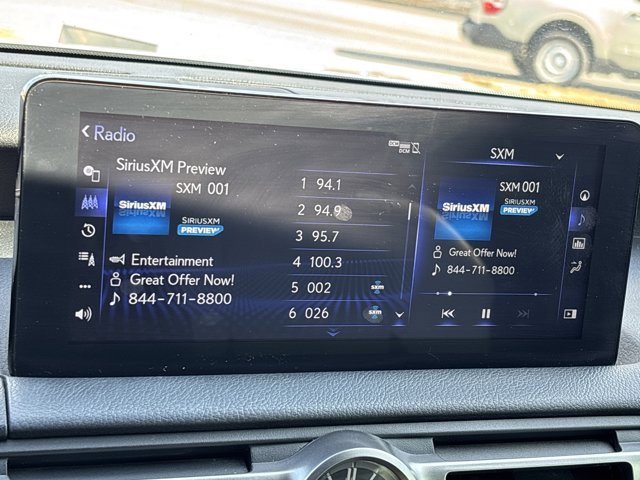 Radio
SiriusXM Preview
SXM 001
SiriusXM
SIRIUSXM
PREVIEW
Entertainment
Great Offer Now!
844-711-8800
1 94.1
2 94.9
3 95.7
4 100.3
5 002 sxm
6 026 sxm
DCM
DCM
SXM
SiriusXM
SXM 001
SIRIUSXM
PREVIEW
Great Offer Now!
844-711-8800